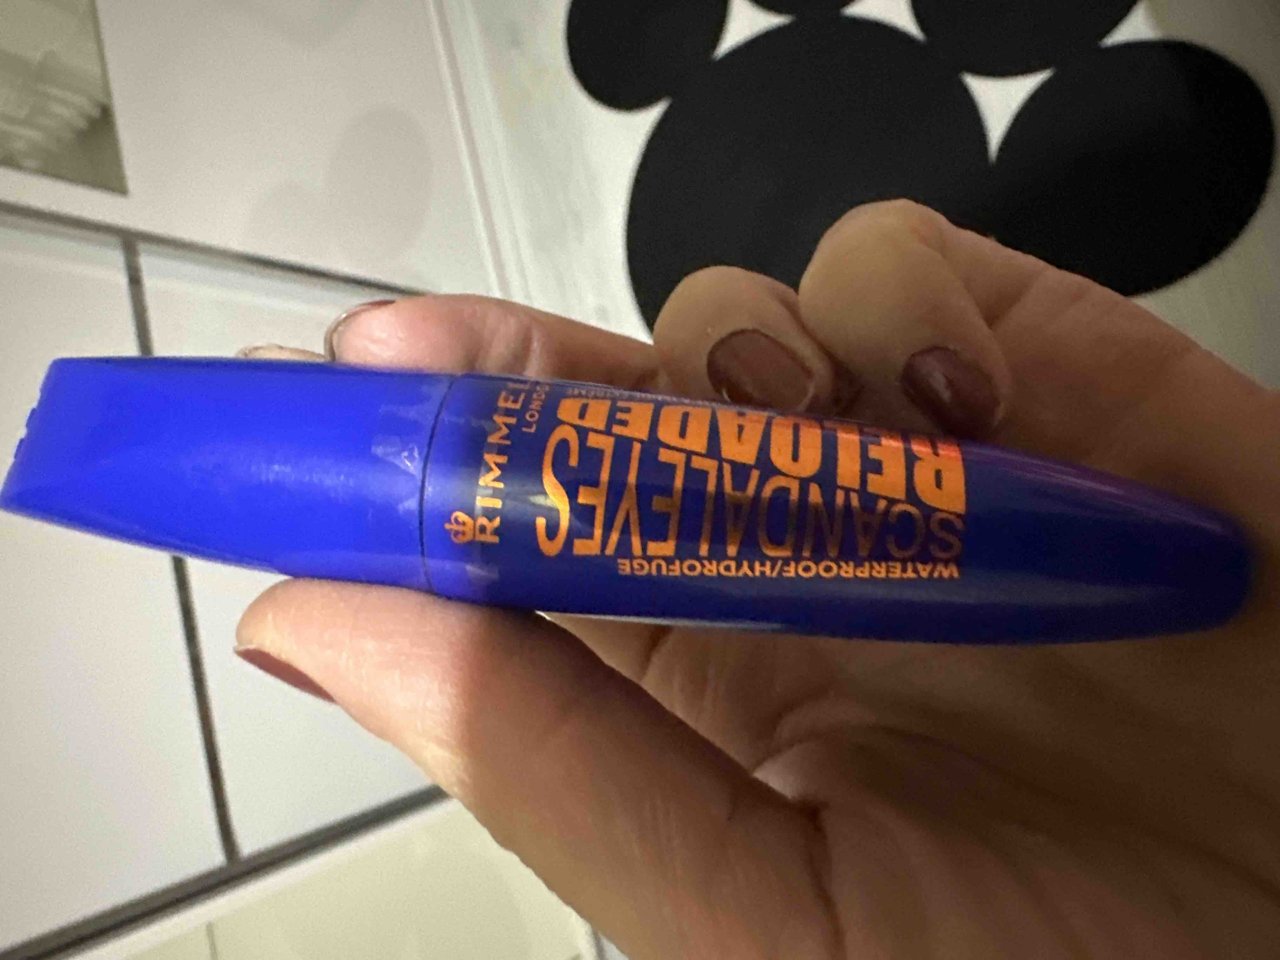 RIMMEL
LONDON
WATERPROOF/HYDROFUGE
SCANDALEYES
RELOADED